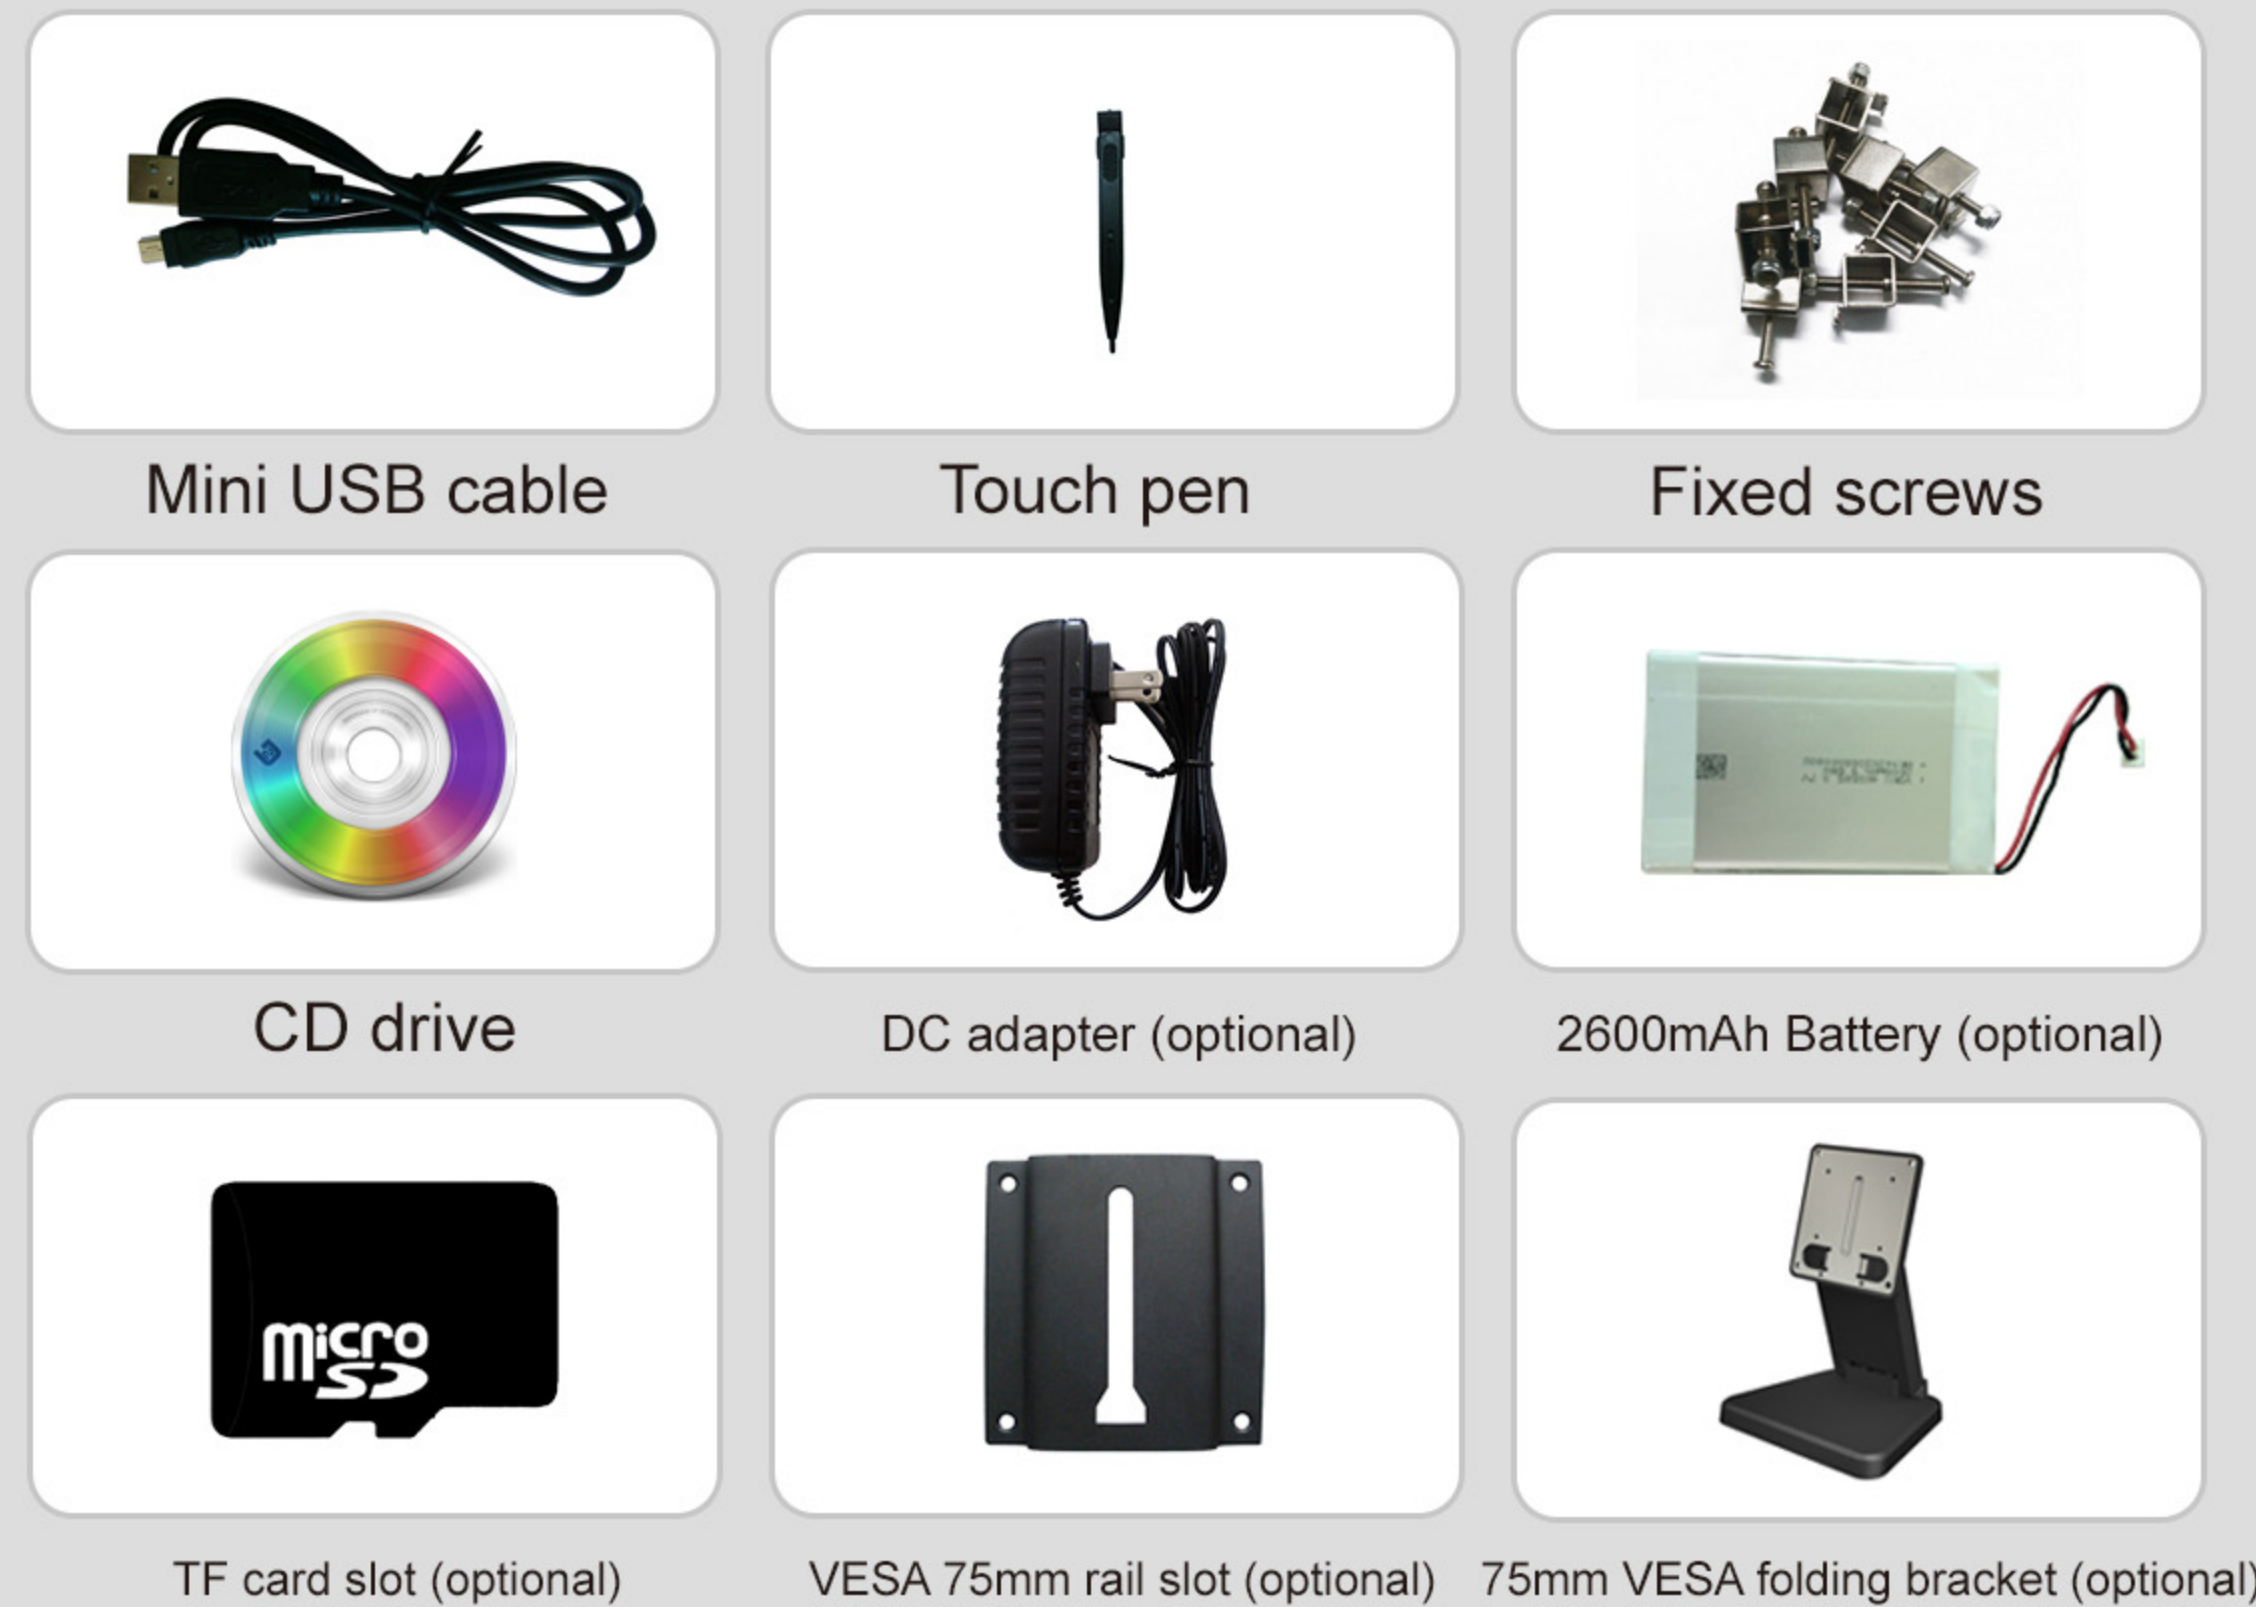 Mini USB cable
Touch pen
Fixed screws
CD drive
DC adapter (optional)
2600mAh Battery (optional)
micro
SD
TF card slot (optional)
VESA 75mm rail slot (optional)
75mm VESA folding bracket (optional)